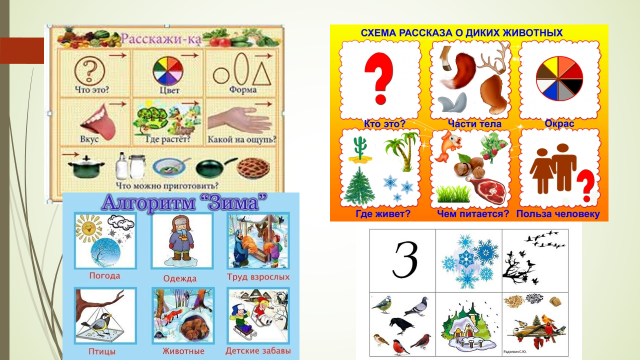 Расскажи-ка
Что это?
Цвет
Форма
Вкус
Где растёт?
Какой на ощупь?
Что можно приготовить?
СХЕМА РАССКАЗА О ДИКИХ ЖИВОТНЫХ
Кто это?
Части тела
Окрас
Где живет?
Чем питается?
Польза человеку
Алгоритм "Зима"
Погода
Одежда
Труд взрослых
Птицы
Животные
Детские забавы
З